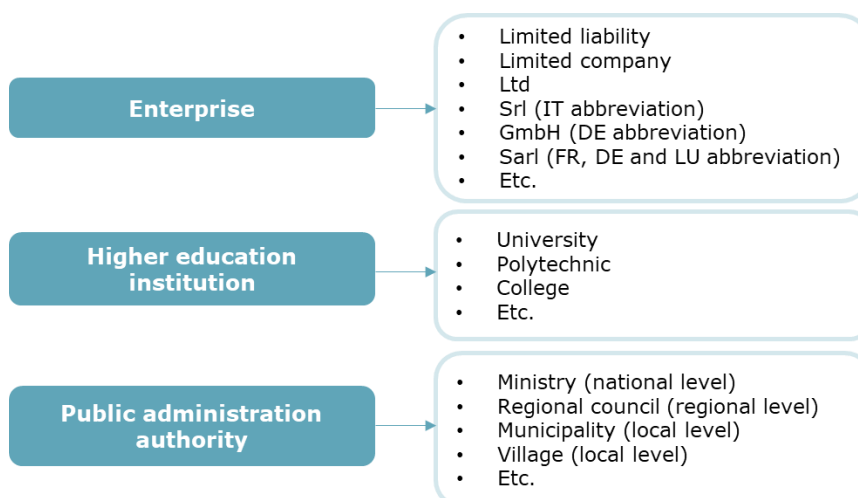 Enterprise
• Limited liability
• Limited company
• Ltd
• Srl (IT abbreviation)
• GmbH (DE abbreviation)
• Sarl (FR, DE and LU abbreviation)
• Etc.
Higher education
institution
• University
• Polytechnic
• College
• Etc.
Public administration
authority
• Ministry (national level)
• Regional council (regional level)
• Municipality (local level)
• Village (local level)
• Etc.